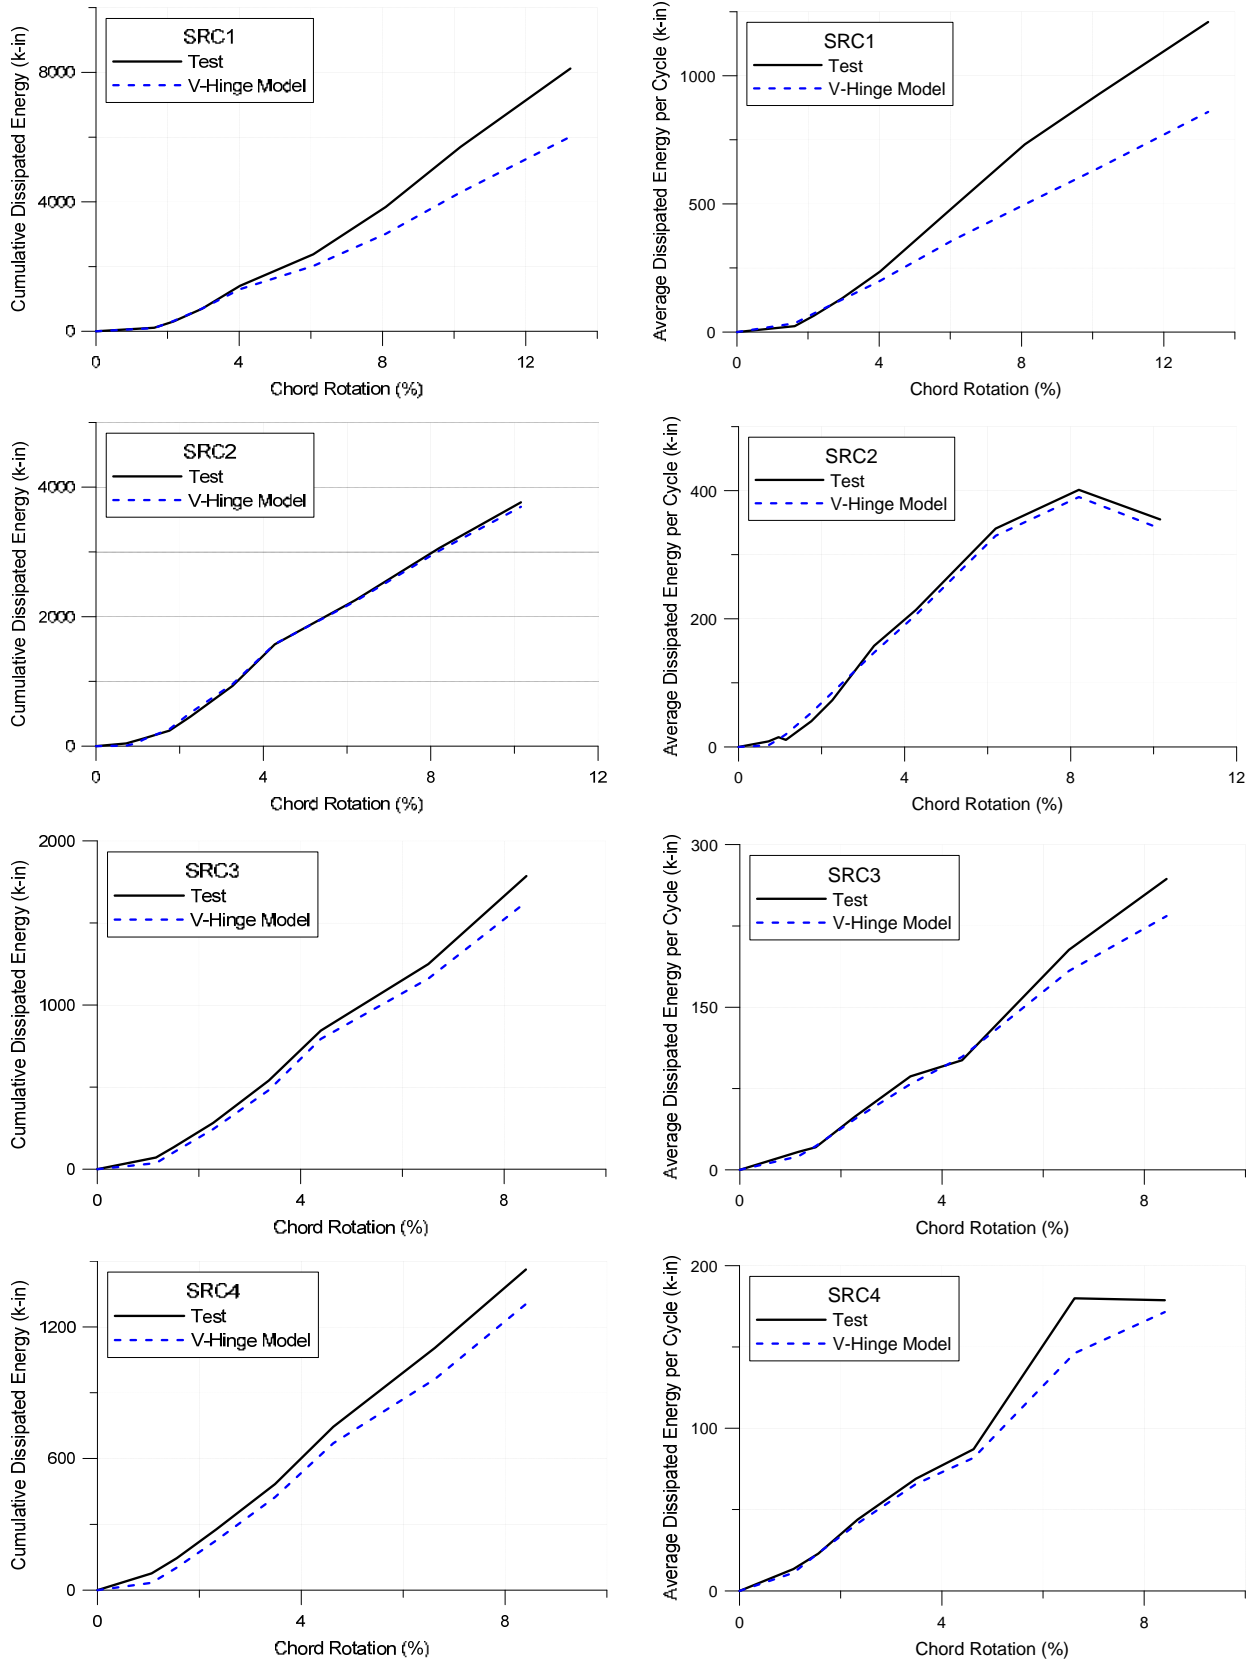 Cumulative Dissipated Energy (k-in)
8000
4000
0
SRC1
Test
V-Hinge Model
0 4 8 12
Chord Rotation (%)
Average Dissipated Energy per Cycle (k-in)
1000
500
0
SRC1
Test
V-Hinge Model
0 4 8 12
Chord Rotation (%)
Cumulative Dissipated Energy (k-in)
4000
2000
0
SRC2
Test
V-Hinge Model
0 4 8 12
Chord Rotation (%)
Average Dissipated Energy per Cycle (k-in)
400
200
0
SRC2
Test
V-Hinge Model
0 4 8 12
Chord Rotation (%)
Cumulative Dissipated Energy (k-in)
2000
1000
0
SRC3
Test
V-Hinge Model
0 4 8
Chord Rotation (%)
Average Dissipated Energy per Cycle (k-in)
300
150
0
SRC3
Test
V-Hinge Model
0 4 8
Chord Rotation (%)
Cumulative Dissipated Energy (k-in)
1200
600
0
SRC4
Test
V-Hinge Model
0 4 8
Chord Rotation (%)
Average Dissipated Energy per Cycle (k-in)
200
100
0
SRC4
Test
V-Hinge Model
0 4 8
Chord Rotation (%)